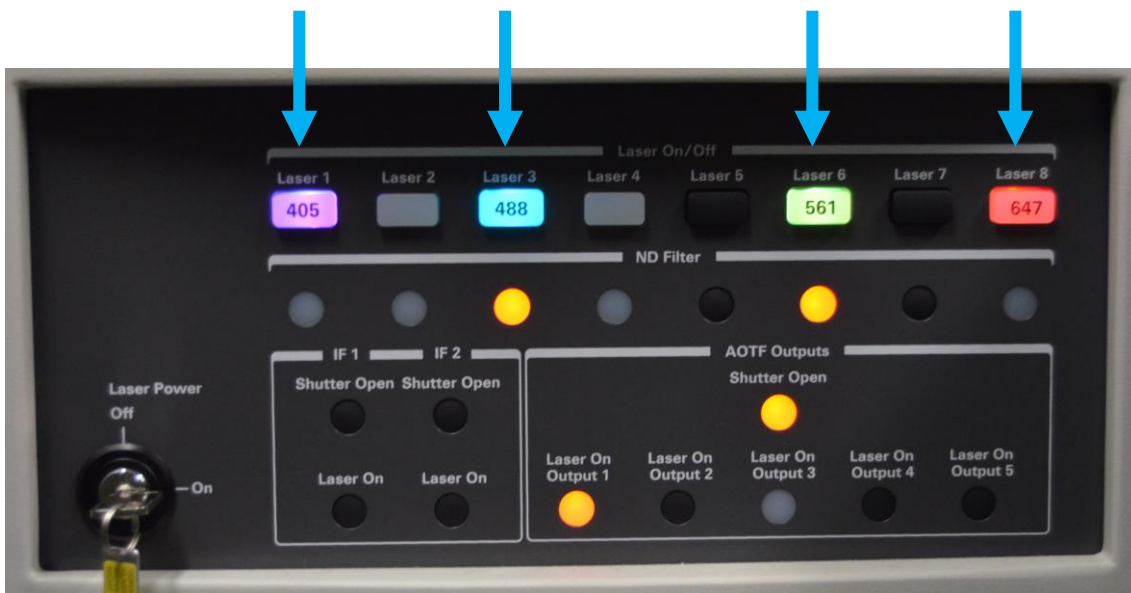 Laser On/Off
Laser 1 Laser 2 Laser 3 Laser 4 Laser 5 Laser 6 Laser 7 Laser 8
405 488 561 647
ND Filter
IF 1 IF 2 AOTF Outputs
Shutter Open Shutter Open Shutter Open
Laser Power
Off
Laser On Laser On Laser On Laser On Laser On
Output 1 Output 2 Output 3 Output 4 Output 5
Laser On Laser On
On